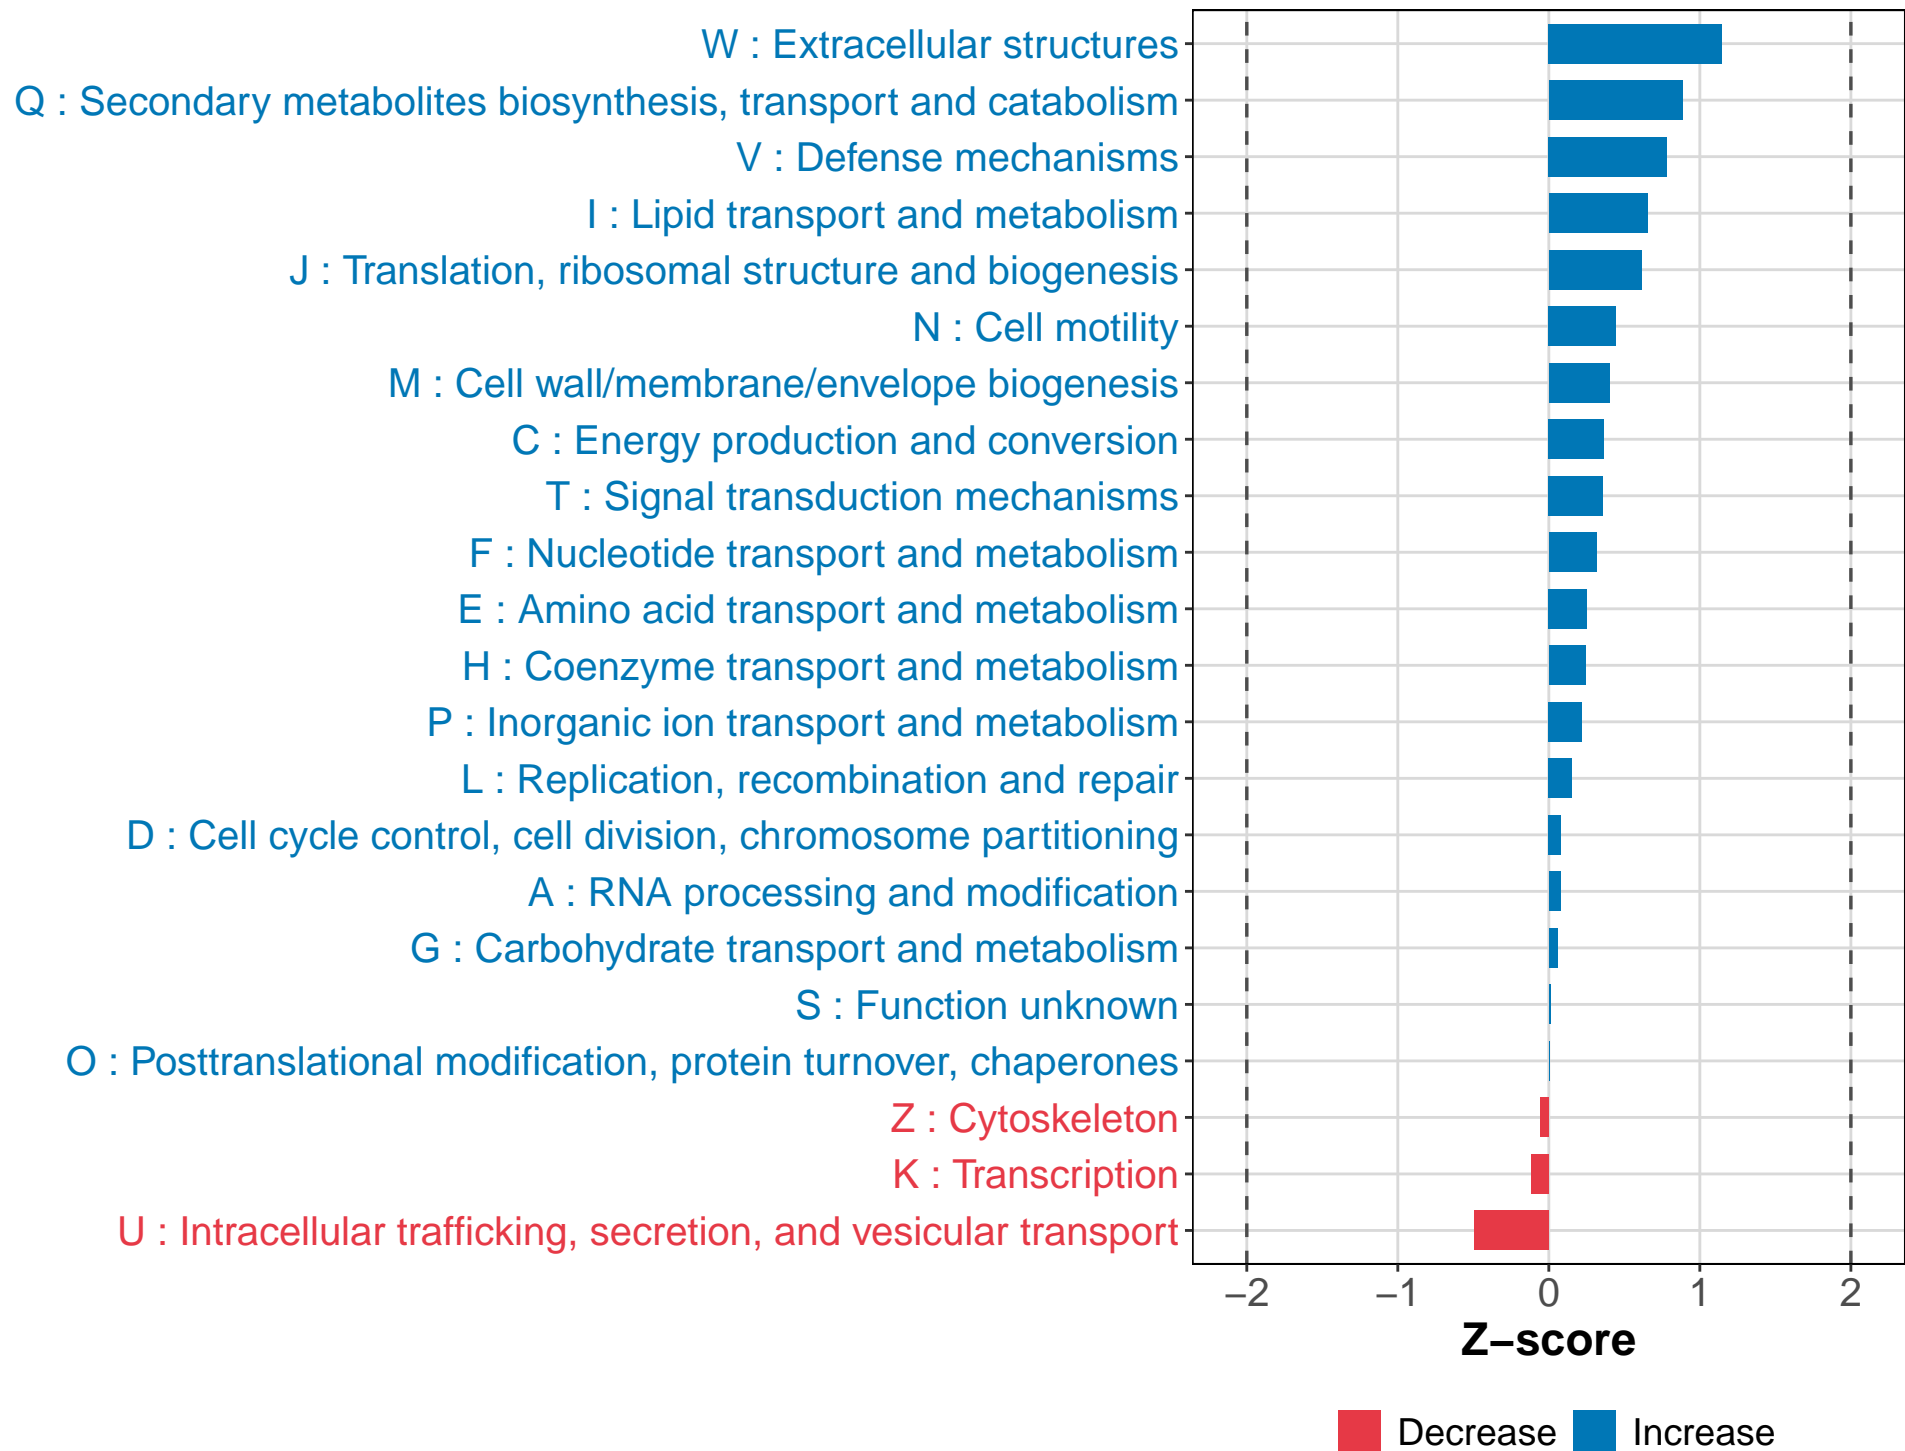 W : Extracellular structures
Q : Secondary metabolites biosynthesis, transport and catabolism
V : Defense mechanisms
I : Lipid transport and metabolism
J : Translation, ribosomal structure and biogenesis
N : Cell motility
M : Cell wall/membrane/envelope biogenesis
C : Energy production and conversion
T : Signal transduction mechanisms
F : Nucleotide transport and metabolism
E : Amino acid transport and metabolism
H : Coenzyme transport and metabolism
P : Inorganic ion transport and metabolism
L : Replication, recombination and repair
D : Cell cycle control, cell division, chromosome partitioning
A : RNA processing and modification
G : Carbohydrate transport and metabolism
S : Function unknown
O : Posttranslational modification, protein turnover, chaperones
Z : Cytoskeleton
K : Transcription
U : Intracellular trafficking, secretion, and vesicular transport
−2 −1 0 1 2
Z−score
Decrease Increase